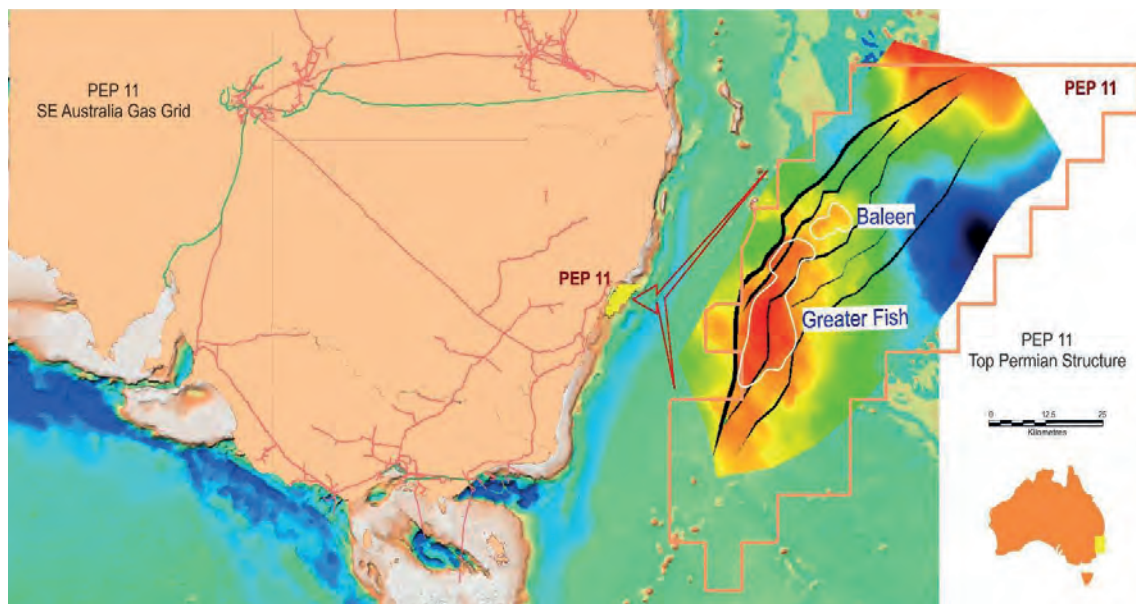 PEP 11
SE Australia Gas Grid
PEP 11
PEP 11
Baleen
Greater Fish
PEP 11
Top Permian Structure
0 12.5 25
Kilometres